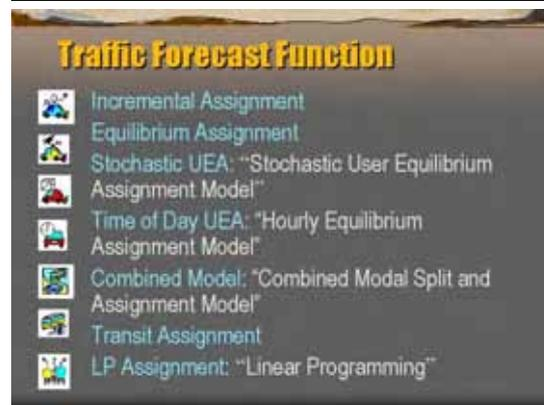 Traffic Forecast Function
Incremental Assignment
Equilibrium Assignment
Stochastic UEA: “Stochastic User Equilibrium
Assignment Model”
Time of Day UEA: “Hourly Equilibrium
Assignment Model”
Combined Model: “Combined Modal Split and
Assignment Model”
Transit Assignment
LP Assignment: “Linear Programming”